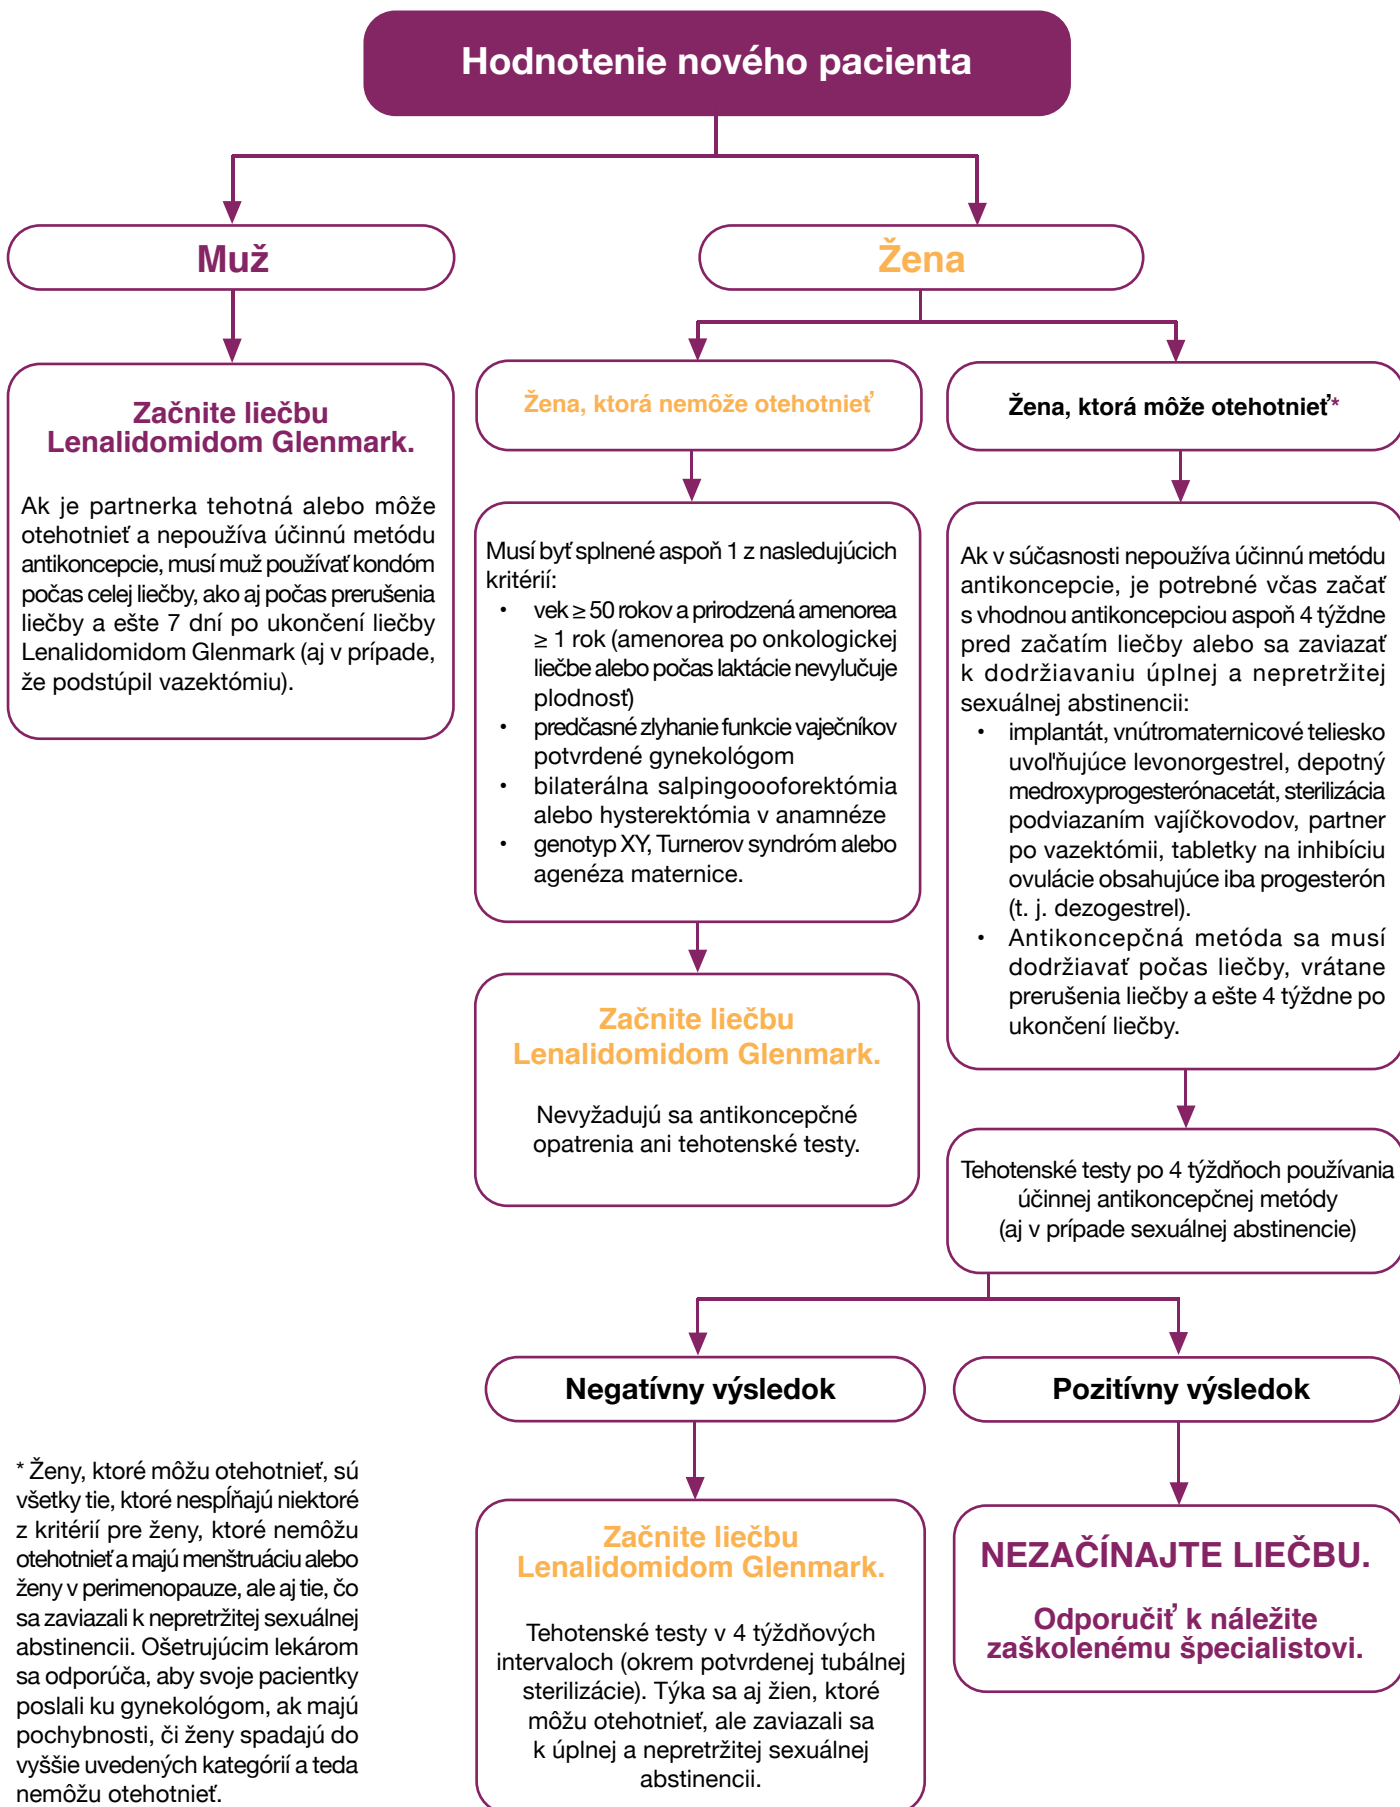 Hodnotenie nového pacienta
Muž
Žena
Začnite liečbu
Lenalidomidom Glenmark.
Ak je partnerka tehotná alebo môže
otehotnieť a nepoužíva účinnú metódu
antikoncepcie, musí muž používať kondóm
počas celej liečby, ako aj počas prerušenia
liečby a ešte 7 dní po ukončení liečby
Lenalidomidom Glenmark (aj v prípade,
že podstúpil vazektómiu).
Žena, ktorá nemôže otehotnieť
Musí byť splnené aspoň 1 z nasledujúcich
kritérií:
• vek ≥ 50 rokov a prirodzená amenorea
≥ 1 rok (amenorea po onkologickej
liečbe alebo počas laktácie nevylučuje
plodnosť)
• predčasné zlyhanie funkcie vaječníkov
potvrdené gynekológom
• bilaterálna salpingoooforektómia
alebo hysterektómia v anamnéze
• genotyp XY, Turnerov syndróm alebo
agenéza maternice.
Začnite liečbu
Lenalidomidom Glenmark.
Nevyžadujú sa antikoncepčné
opatrenia ani tehotenské testy.
Žena, ktorá môže otehotnieť*
Ak v súčasnosti nepoužíva účinnú metódu
antikoncepcie, je potrebné včas začať
s vhodnou antikoncepciou aspoň 4 týždne
pred začatím liečby alebo sa zaviazať
k dodržiavaniu úplnej a nepretržitej
sexuálnej abstinencii:
• implantát, vnútromaternicové teliesko
uvoľňujúce levonorgestrel, depotný
medroxyprogesterónacetát, sterilizácia
podviazaním vajíčkovodov, partner
po vazektómii, tabletky na inhibíciu
ovulácie obsahujúce iba progesterón
(t. j. dezogestrel).
• Antikoncepčná metóda sa musí
dodržiavať počas liečby, vrátane
prerušenia liečby a ešte 4 týždne po
ukončení liečby.
Tehotenské testy po 4 týždňoch používania
účinnej antikoncepčnej metódy
(aj v prípade sexuálnej abstinencie)
Negatívny výsledok
Pozitívny výsledok
Začnite liečbu
Lenalidomidom Glenmark.
Tehotenské testy v 4 týždňových
intervaloch (okrem potvrdenej tubálnej
sterilizácie). Týka sa aj žien, ktoré
môžu otehotnieť, ale zaviazali sa
k úplnej a nepretržitej sexuálnej
abstinencii.
NEZAČÍNAJTE LIEČBU.
Odporučiť k náležite
zaškolenému špecialistovi.
* Ženy, ktoré môžu otehotnieť, sú
všetky tie, ktoré nespĺňajú niektoré
z kritérií pre ženy, ktoré nemôžu
otehotnieť a majú menštruáciu alebo
ženy v perimenopauze, ale aj tie, čo
sa zaviazali k nepretržitej sexuálnej
abstinencii. Ošetrujúcim lekárom
sa odporúča, aby svoje pacientky
poslali ku gynekológom, ak majú
pochybnosti, či ženy spadajú do
vyššie uvedených kategórií a teda
nemôžu otehotnieť.